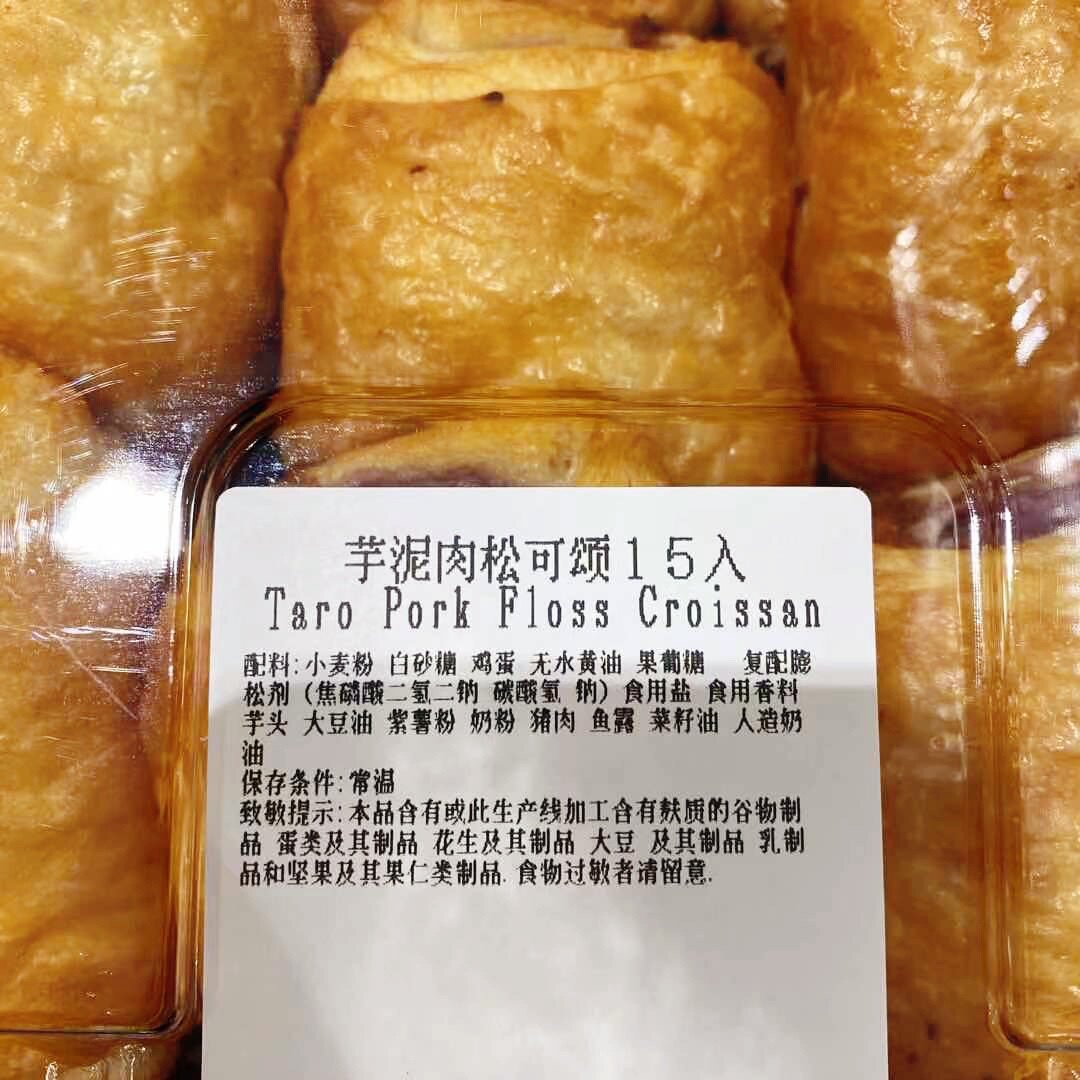 芋泥肉松可颂15入
Taro Pork Floss Croissan
配料:小麦粉 白砂糖 鸡蛋 无水黄油 果葡糖 复配膨
松剂(焦磷酸二氢二钠 碳酸氢 钠)食用盐 食用香料
芋头 大豆油 紫薯粉 奶粉 猪肉 鱼露 菜籽油 人造奶
油
保存条件:常温
致敏提示:本品含有或此生产线加工含有麸质的谷物制
品 蛋类及其制品 花生及其制品 大豆 及其制品 乳制
品和坚果及其果仁类制品. 食物过敏者请留意.